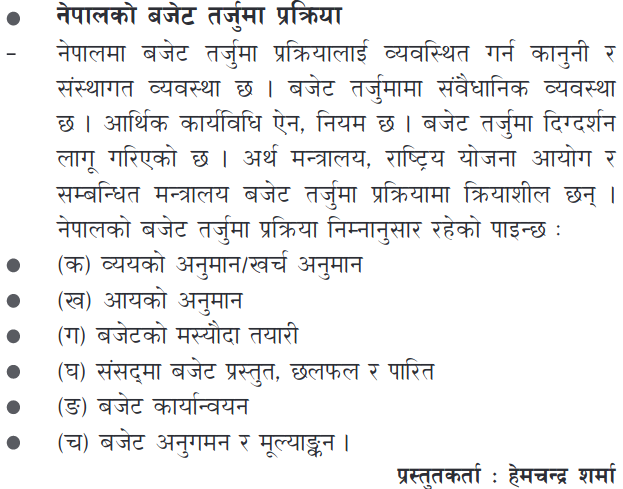 ● नेपालको बजेट तर्जुमा प्रक्रिया
– नेपालमा बजेट तर्जुमा प्रक्रियालाई व्यवस्थित गर्न कानुनी र
संस्थागत व्यवस्था छ । बजेट तर्जुमामा संवैधानिक व्यवस्था
छ । आर्थिक कार्यविधि ऐन, नियम छ । बजेट तर्जुमा दिग्दर्शन
लागू गरिएको छ । अर्थ मन्त्रालय, राष्ट्रिय योजना आयोग र
सम्बन्धित मन्त्रालय बजेट तर्जुमा प्रक्रियामा क्रियाशील छन् ।
नेपालको बजेट तर्जुमा प्रक्रिया निम्नानुसार रहेको पाइन्छ :
● (क) व्ययको अनुमान/खर्च अनुमान
● (ख) आयको अनुमान
● (ग) बजेटको मस्यौदा तयारी
● (घ) संसद्मा बजेट प्रस्तुत, छलफल र पारित
● (ङ) बजेट कार्यान्वयन
● (च) बजेट अनुगमन र मूल्याङ्कन ।
प्रस्तुतकर्ता : हेमचन्द्र शर्मा